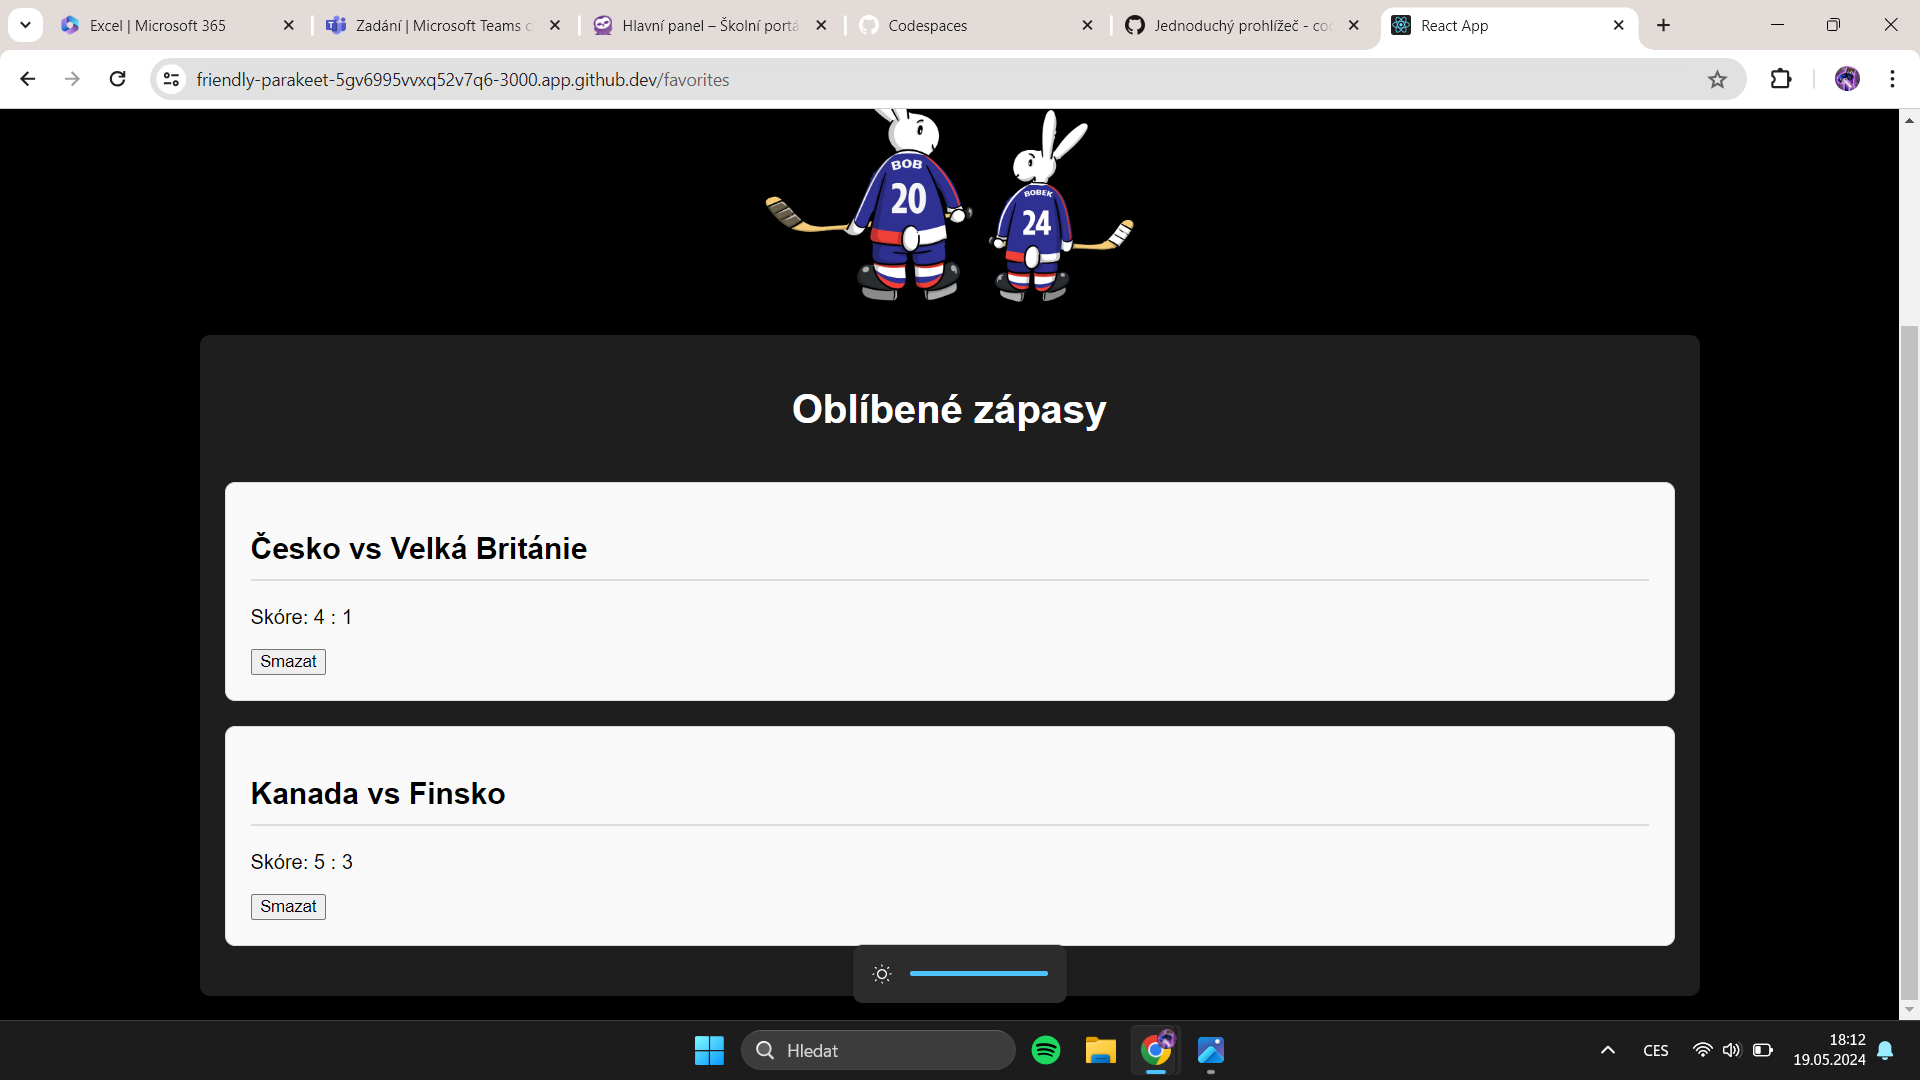 Excel | Microsoft 365
Zadání | Microsoft Teams
Hlavní panel – Školní portá
Codespaces
Jednoduchý prohlížeč - co
React App
friendly-parakeet-5gv6995vvxq52v7q6-3000.app.github.dev/favorites
BOB
20
BOBEK
24
Oblíbené zápasy
Česko vs Velká Británie
Skóre: 4 : 1
Smazat
Kanada vs Finsko
Skóre: 5 : 3
Smazat
Hledat
CES
18:12
19.05.2024